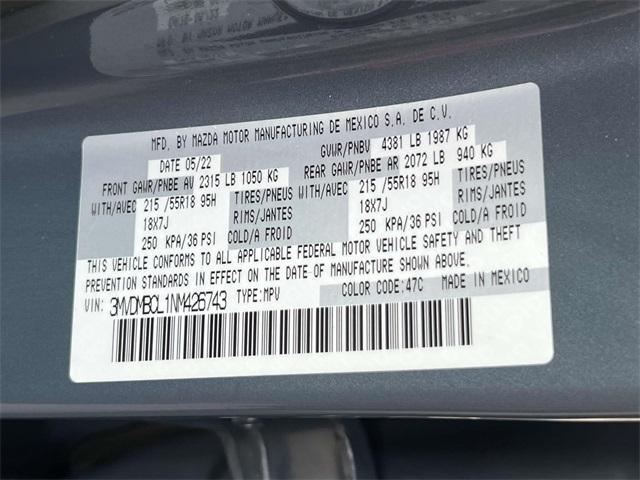 MFD. BY MAZDA MOTOR MANUFACTURING DE MEXICO S.A. DE C.V.
DATE 05/22 GVWR/PNBV 4381 LB 1987 KG
FRONT GAWR/PNBE AV 2315 LB 1050 KG REAR GAWR/PNBE AR 2072 LB 940 KG
WITH/AVEC 215 /55R18 95H TIRES/PNEUS WITH/AVEC 215 /55R18 95H TIRES/PNEUS
18X7J RIMS/JANTES 18X7J RIMS/JANTES
250 KPA/36 PSI COLD/A FROID 250 KPA/36 PSI COLD/A FROID
THIS VEHICLE CONFORMS TO ALL APPLICABLE FEDERAL MOTOR VEHICLE SAFETY AND THEFT
PREVENTION STANDARDS IN EFFECT ON THE DATE OF MANUFACTURE SHOWN ABOVE.
VIN: 3MVDMBCL1NM426743 TYPE:MPV COLOR CODE:47C MADE IN MEXICO